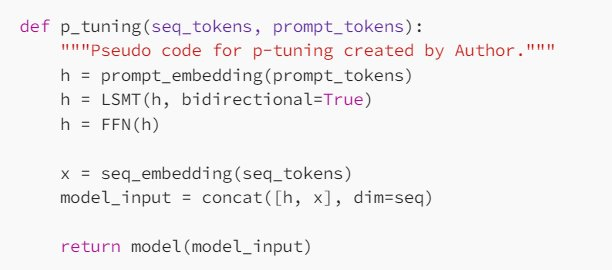 def p_tuning(seq_tokens, prompt_tokens):
    """Pseudo code for p-tuning created by Author."""
    h = prompt_embedding(prompt_tokens)
    h = LSMT(h, bidirectional=True)
    h = FFN(h)

    x = seq_embedding(seq_tokens)
    model_input = concat([h, x], dim=seq)

    return model(model_input)